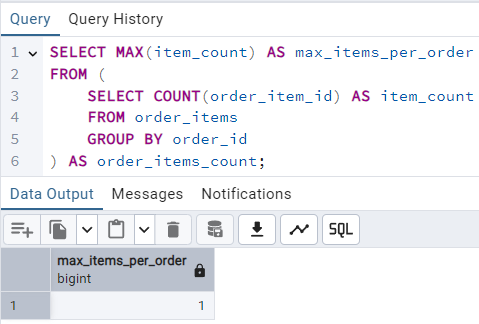 Query Query History
1 SELECT MAX(item_count) AS max_items_per_order
2 FROM (
3 SELECT COUNT(order_item_id) AS item_count
4 FROM order_items
5 GROUP BY order_id
6 ) AS order_items_count;
Data Output Messages Notifications
SQL
max_items_per_order
bigint
1 1